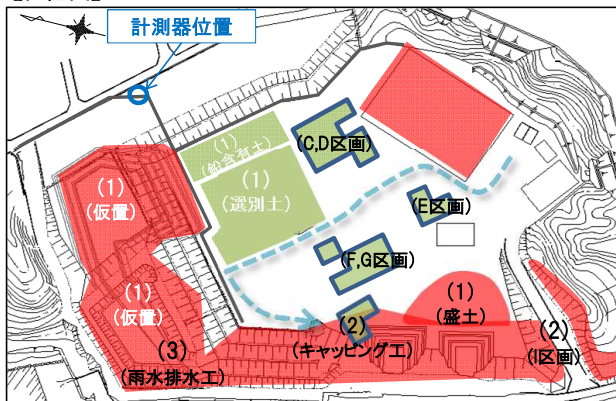 計測器位置
(1)
(鉛含有土)
(C,D区画)
(1)
(選別土)
(1)
(仮置)
(E区画)
(F,G区画)
(1)
(仮置)
(1)
(盛土)
(2)
(キャッピング工)
(2)
(I区画)
(3)
(雨水排水工)